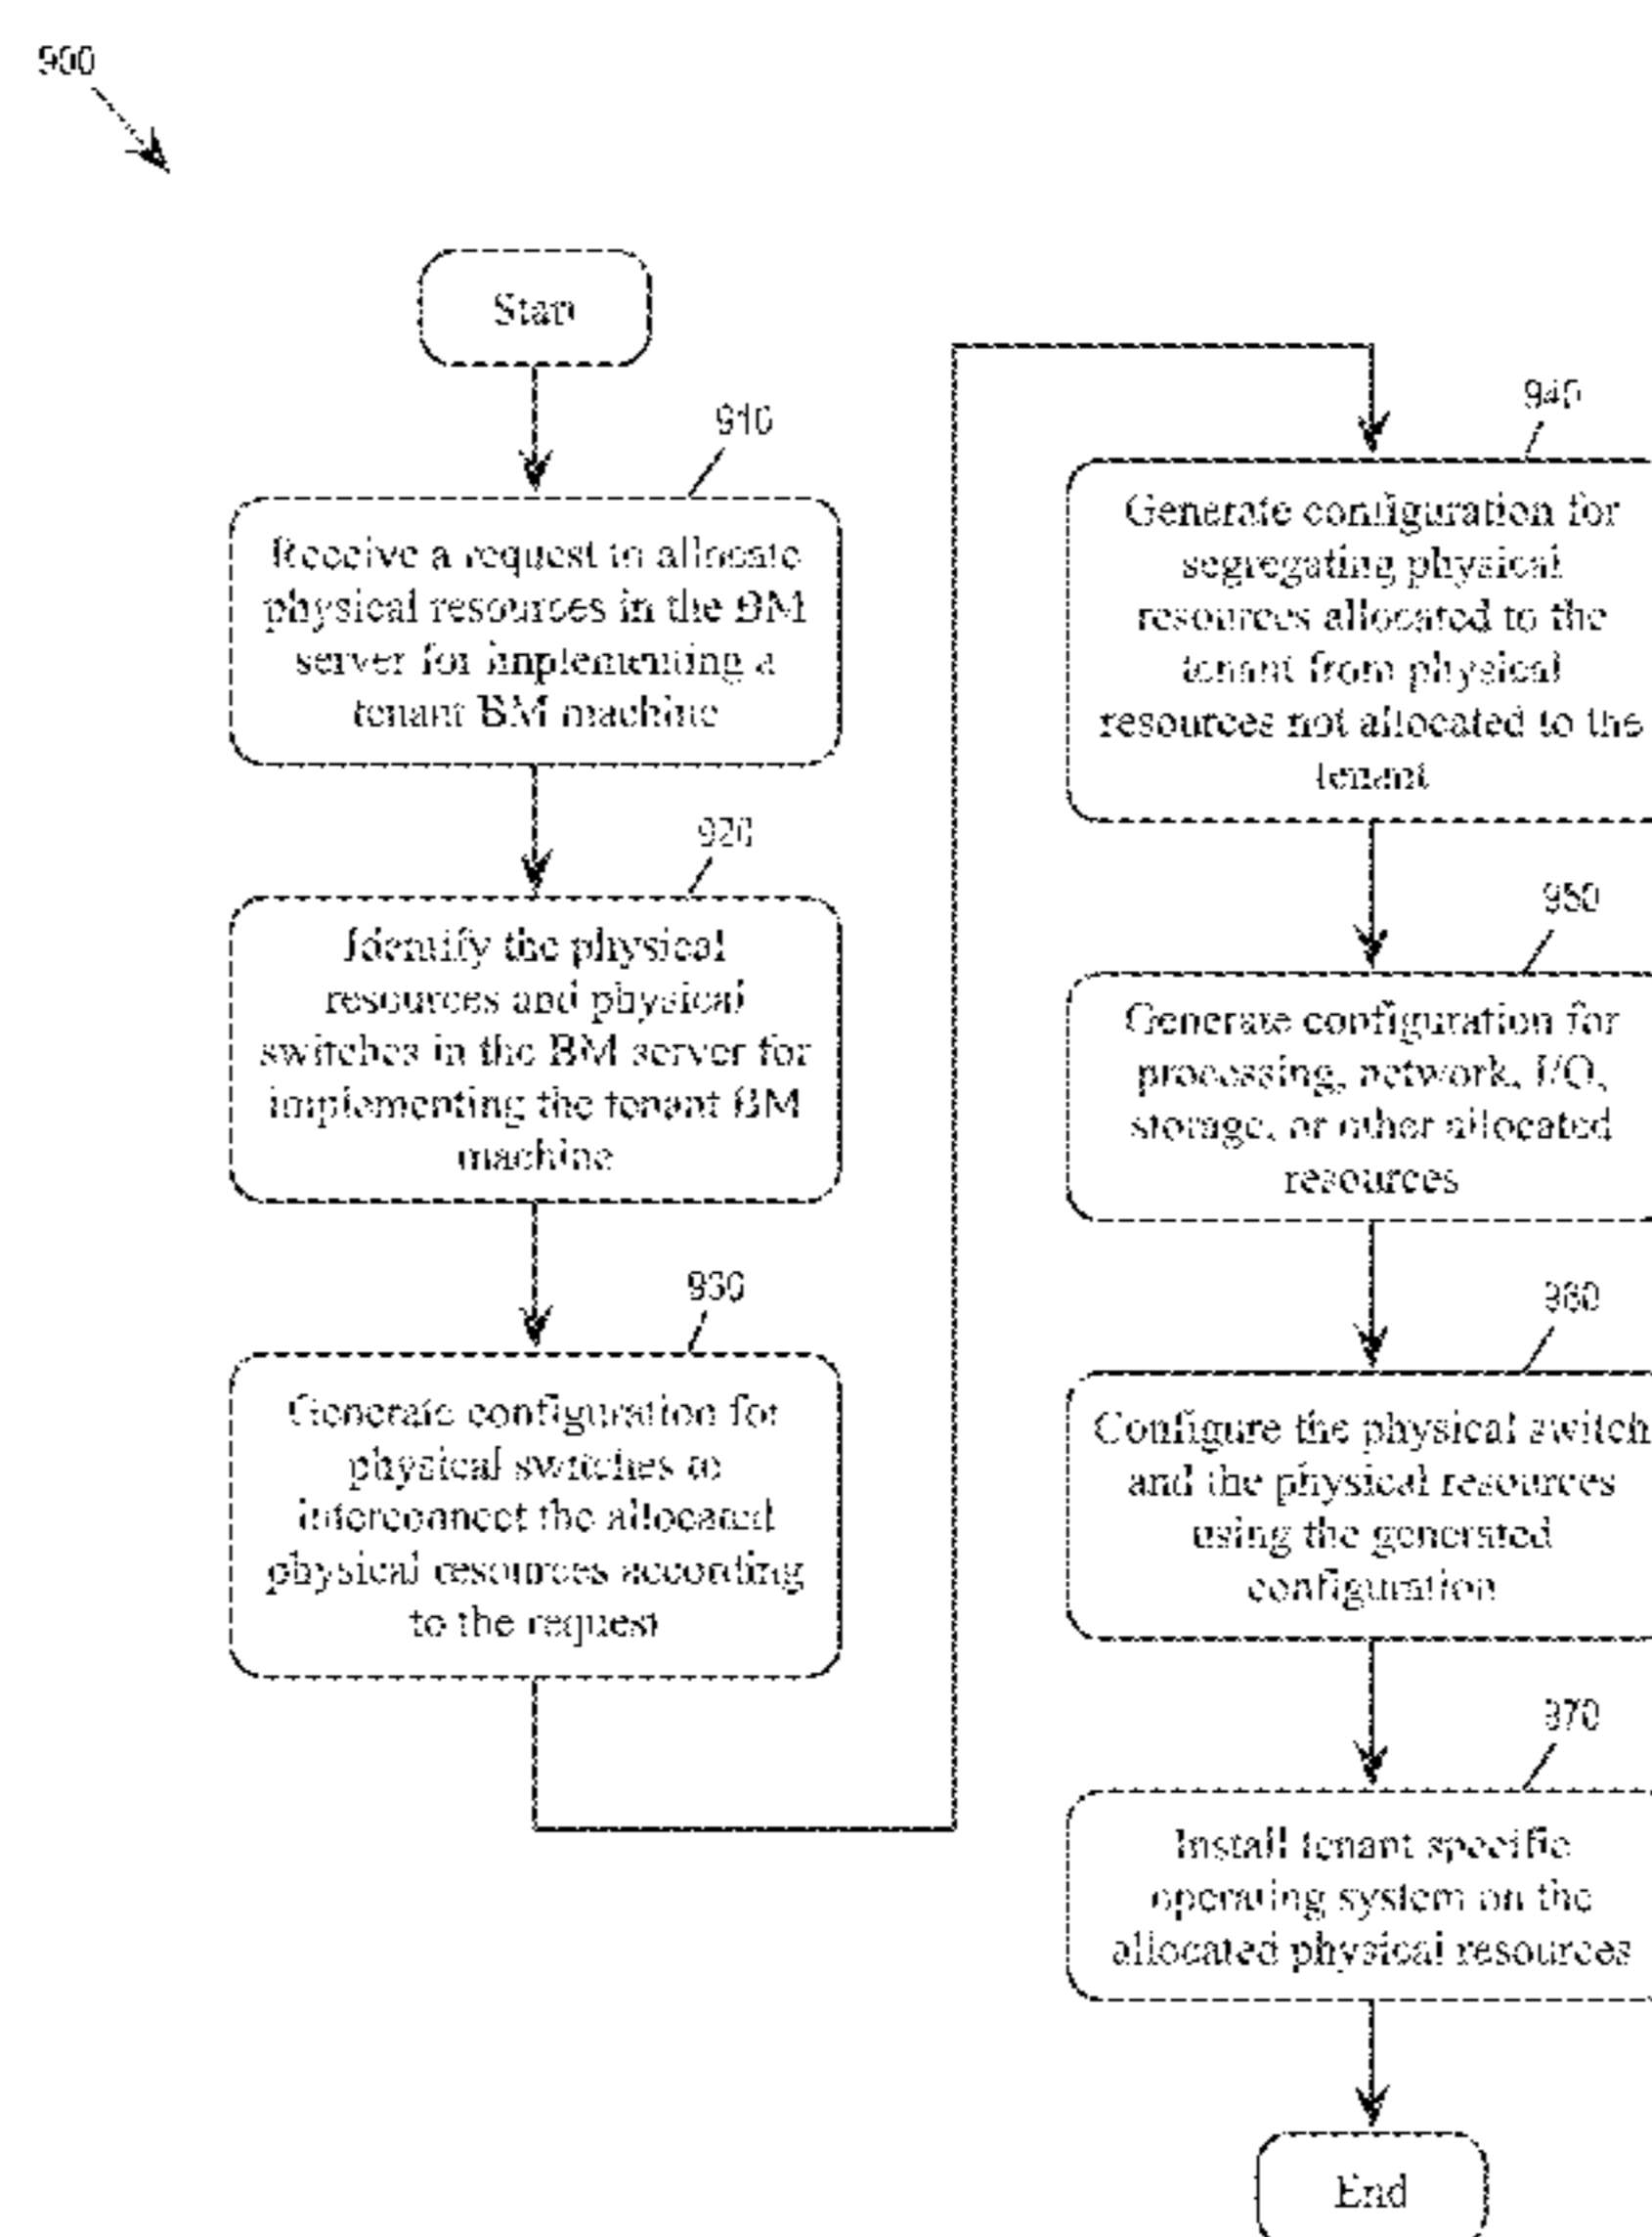 900
Start
910
Receive a request to allocate
physical resources in the BM
server for implementing a
tenant BM machine
920
Identify the physical
resources and physical
switches in the BM server for
implementing the tenant BM
machine
930
Generate configuration for
physical switches to
interconnect the allocated
physical resources according
to the request
940
Generate configuration for
segregating physical
resources allocated to the
tenant from physical
resources not allocated to the
tenant
950
Generate configuration for
processing, network, I/O,
storage, or other allocated
resources
960
Configure the physical switch
and the physical resources
using the generated
configuration
970
Install tenant specific
operating system on the
allocated physical resources
End